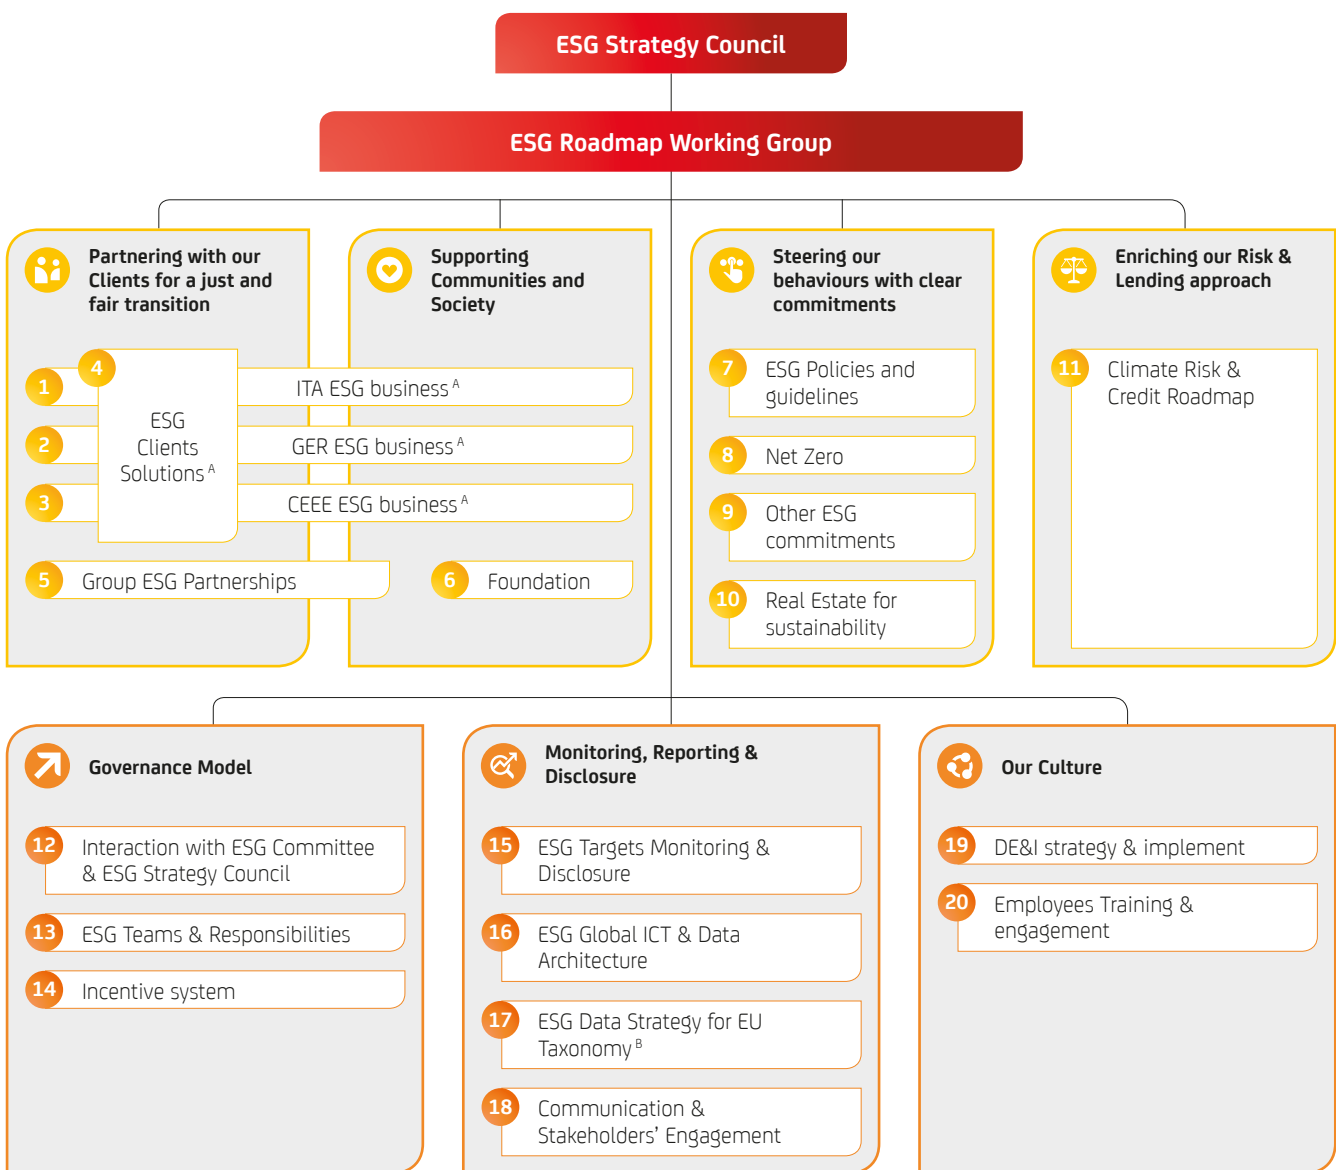 ESG Strategy Council
ESG Roadmap Working Group
Partnering with our
Clients for a just and
fair transition
1
4
ITA ESG business A
2
ESG
Clients
Solutions A
GER ESG business A
3
CEEE ESG business A
5
Group ESG Partnerships
Supporting
Communities and
Society
6
Foundation
Steering our
behaviours with clear
commitments
7
ESG Policies and
guidelines
8
Net Zero
9
Other ESG
commitments
10
Real Estate for
sustainability
Enriching our Risk &
Lending approach
11
Climate Risk &
Credit Roadmap
Governance Model
12
Interaction with ESG Committee
& ESG Strategy Council
13
ESG Teams & Responsibilities
14
Incentive system
Monitoring, Reporting &
Disclosure
15
ESG Targets Monitoring &
Disclosure
16
ESG Global ICT & Data
Architecture
17
ESG Data Strategy for EU
Taxonomy B
18
Communication &
Stakeholders' Engagement
Our Culture
19
DE&I strategy & implement
20
Employees Training &
engagement